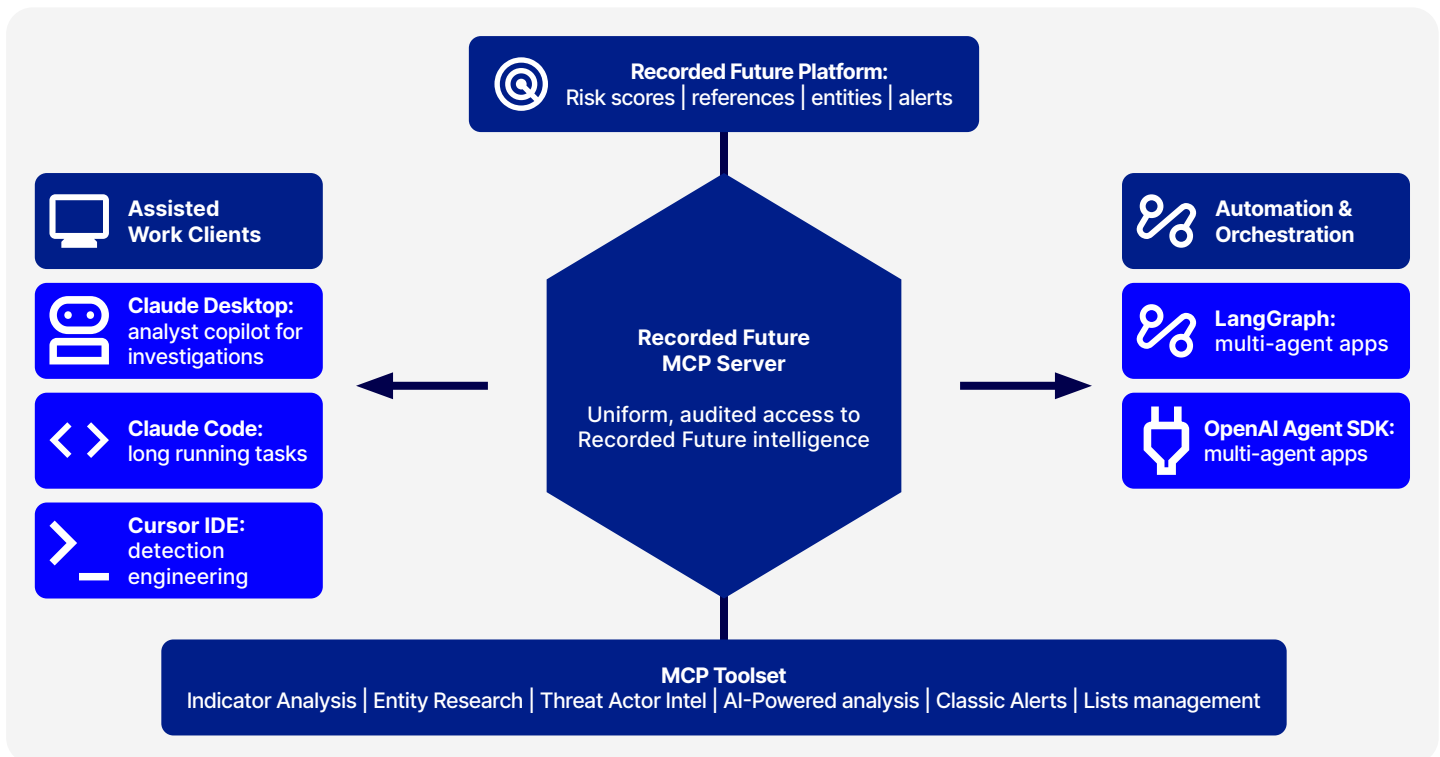 Recorded Future Platform:
Risk scores | references | entities | alerts
Assisted
Work Clients
Claude Desktop:
analyst copilot for
investigations
Claude Code:
long running tasks
Cursor IDE:
detection
engineering
Recorded Future
MCP Server
Uniform, audited access to
Recorded Future intelligence
Automation &
Orchestration
LangGraph:
multi-agent apps
OpenAI Agent SDK:
multi-agent apps
MCP Toolset
Indicator Analysis | Entity Research | Threat Actor Intel | AI-Powered analysis | Classic Alerts | Lists management